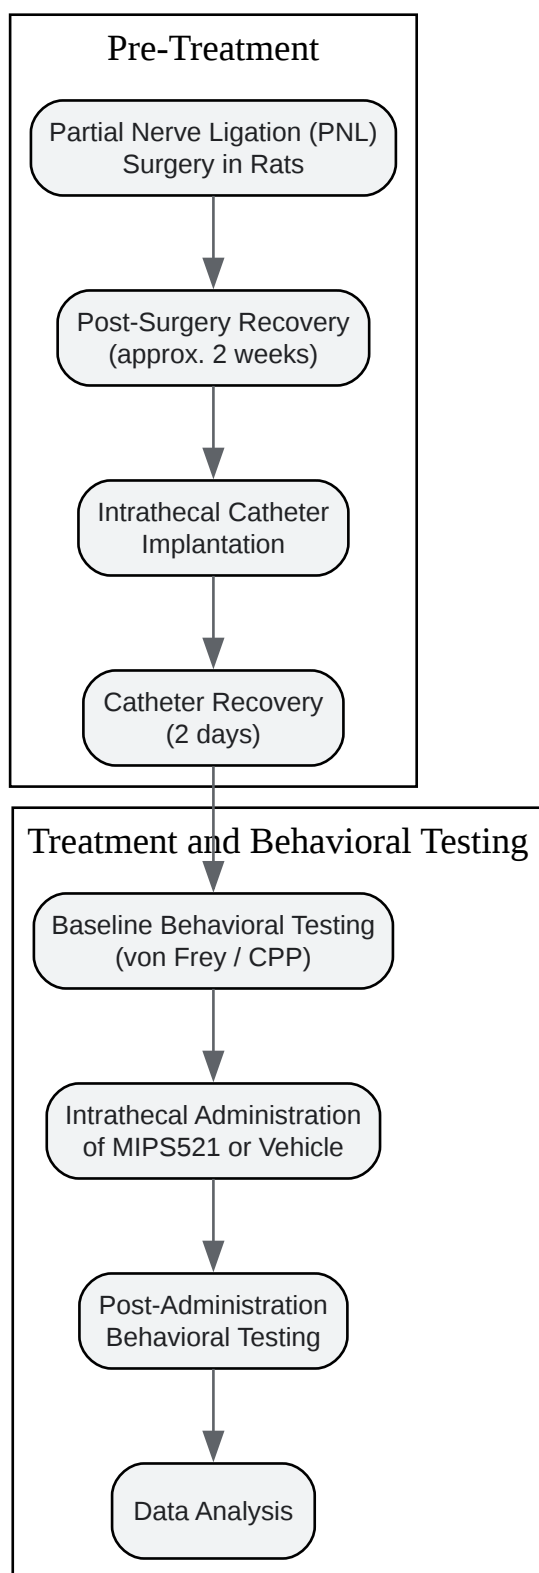 Pre-Treatment
Partial Nerve Ligation (PNL)
Surgery in Rats
Post-Surgery Recovery
(approx. 2 weeks)
Intrathecal Catheter
Implantation
Catheter Recovery
(2 days)
Treatment and Behavioral Testing
Baseline Behavioral Testing
(von Frey / CPP)
Intrathecal Administration
of MIPS521 or Vehicle
Post-Administration
Behavioral Testing
Data Analysis